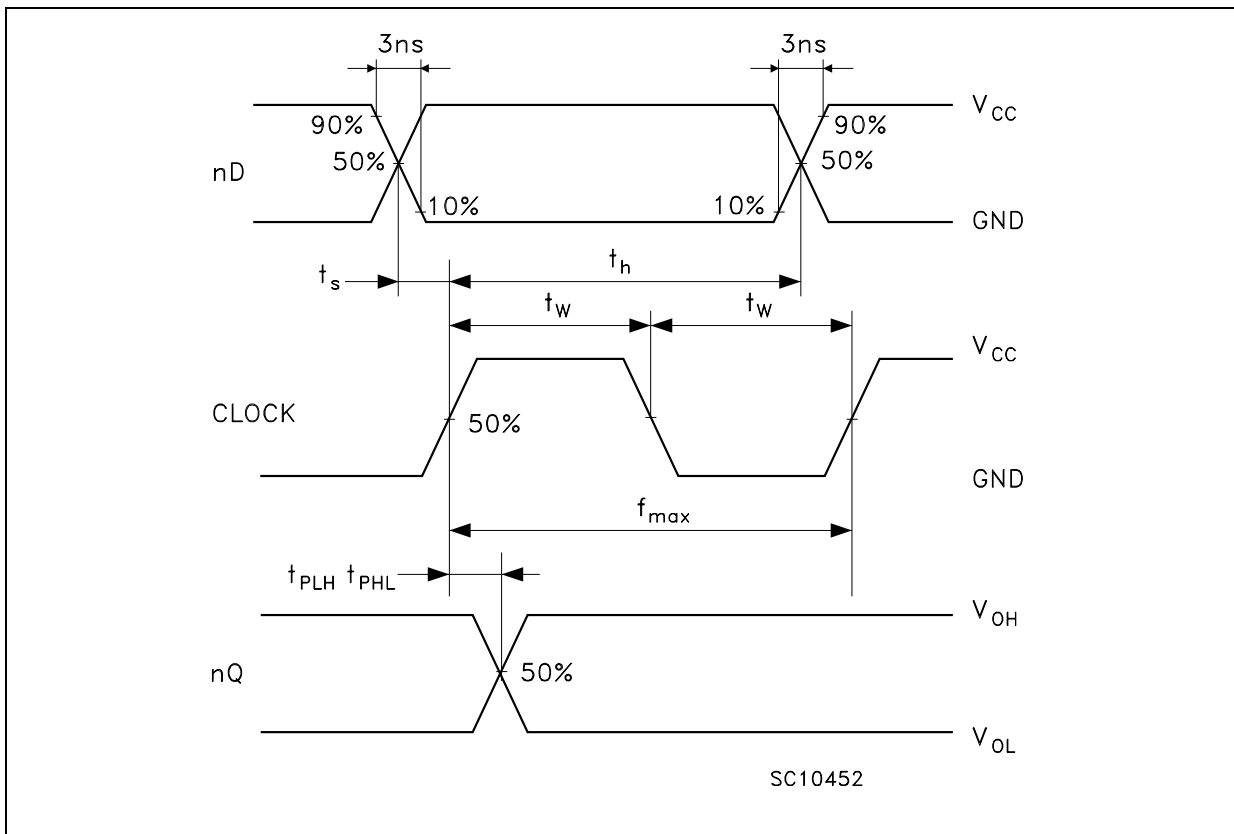 3ns 3ns
V_CC
90% 90%
nD 50% 50%
10% 10%
GND
t_s t_h
t_W t_W
V_CC
CLOCK 50%
GND
f_max
t_PLH t_PHL
V_OH
nQ 50%
V_OL
SC10452